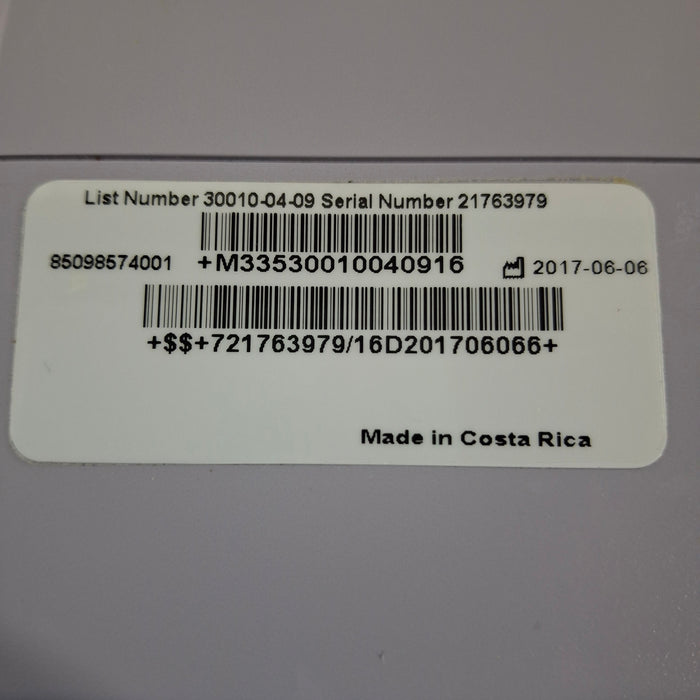 List Number 30010-04-09 Serial Number 21763979
85098574001 +M33530010040916 2017-06-06
+$$+721763979/16D201706066+
Made in Costa Rica